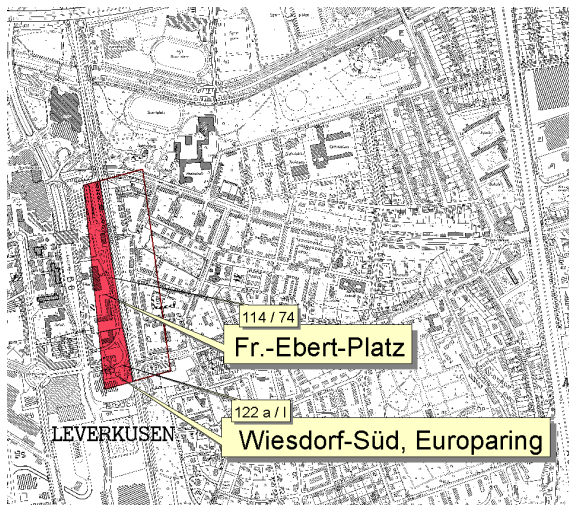 114 / 74
Fr.-Ebert-Platz
122 a / I
LEVERKUSEN
Wiesdorf-Süd, Europaring